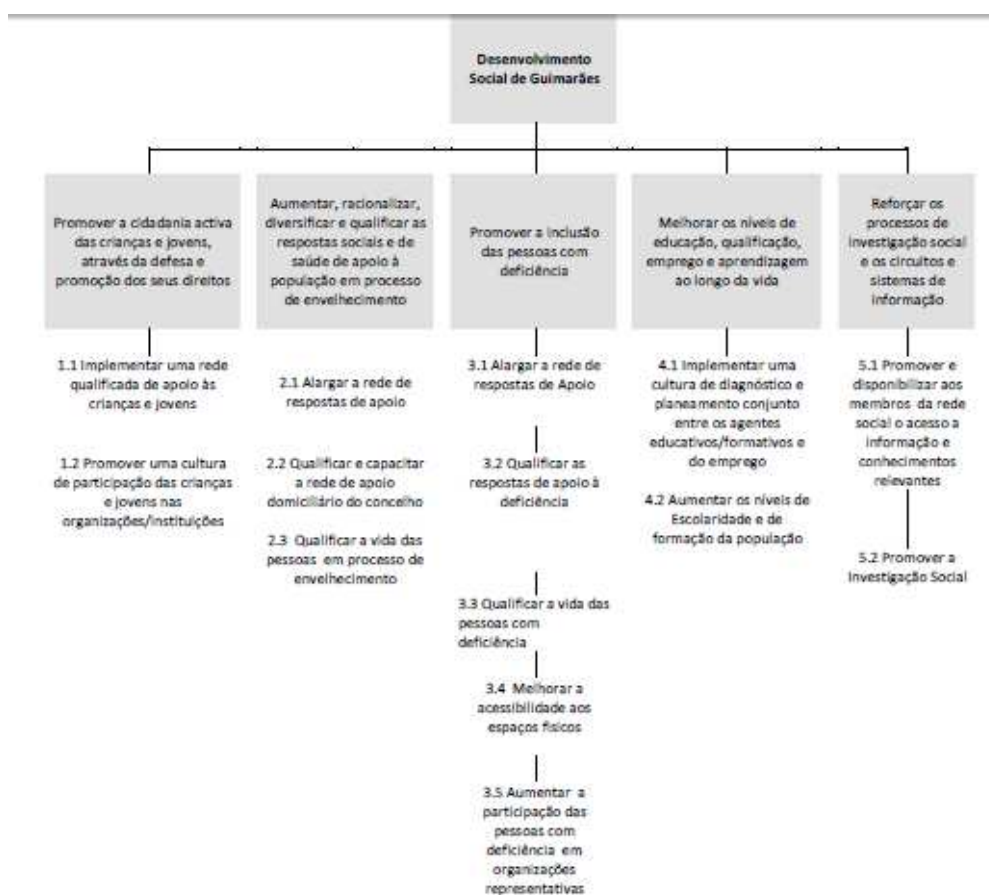 Desenvolvimento
Social de Guimarães
Promover a cidadania activa
das crianças e jovens,
através da defesa e
promoção dos seus direitos
1.1 Implementar uma rede
qualificada de apoio às
crianças e jovens
1.2 Promover uma cultura
de participação das crianças
e jovens nas
organizações/instituições
Aumentar, racionalizar,
diversificar e qualificar as
respostas sociais e de
saúde de apoio à
população em processo
de envelhecimento
2.1 Alargar a rede de
respostas de apoio
2.2 Qualificar e capacitar
a rede de apoio
domiciliário do concelho
2.3 Qualificar a vida das
pessoas em processo de
envelhecimento
Promover a inclusão
das pessoas com
deficiência
3.1 Alargar a rede de
respostas de Apoio
3.2 Qualificar as
respostas de apoio à
deficiência
3.3 Qualificar a vida das
pessoas com
deficiência
3.4 Melhorar a
acessibilidade aos
espaços físicos
3.5 Aumentar a
participação das
pessoas com
deficiência em
organizações
representativas
Melhorar os níveis de
educação, qualificação,
emprego e aprendizagem
ao longo da vida
4.1 Implementar uma
cultura de diagnóstico e
planeamento conjunto
entre os agentes
educativos/formativos e
do emprego
4.2 Aumentar os níveis de
Escolaridade e de
formação da população
Reforçar os
processos de
investigação social
e os circuitos e
sistemas de
informação
5.1 Promover e
disponibilizar aos
membros da rede
social o acesso a
informação e
conhecimentos
relevantes
5.2 Promover a
Investigação Social